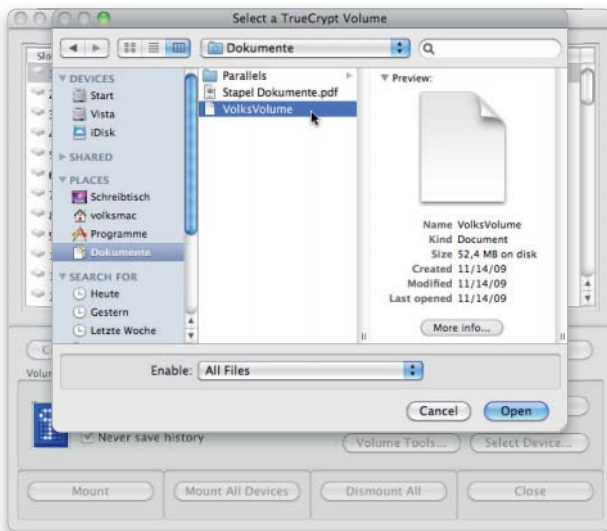 Select a TrueCrypt Volume
Slo
Dokumente
DEVICES
Start
Vista
iDisk
SHARED
PLACES
Schreibtisch
volksmac
Programme
Dokumente
SEARCH FOR
Heute
Gestern
Letzte Woche
Parallels
Stapel Dokumente.pdf
VolksVolume
Preview:
Name VolksVolume
Kind Document
Size 52,4 MB on disk
Created 11/14/09
Modified 11/14/09
Last opened 11/14/09
More info...
Enable: All Files
Cancel Open
Volum
Never save history
Volume Tools... Select Device...
Mount Mount All Devices Dismount All Close